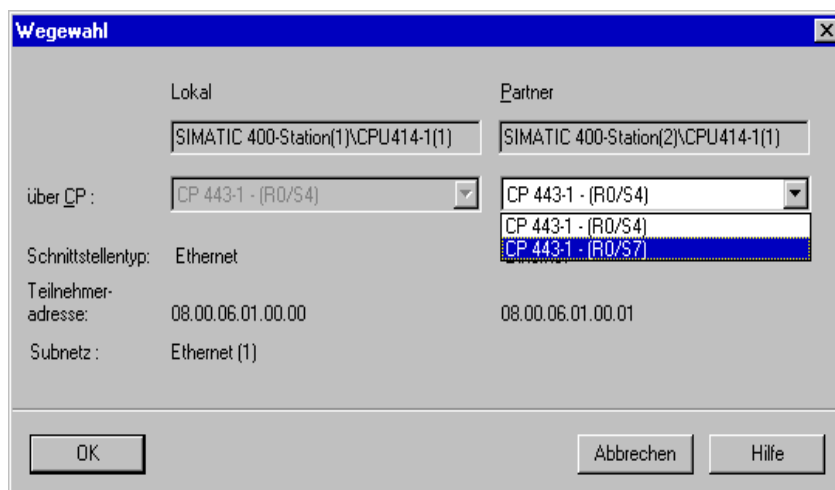 Wegewahl
Lokal Partner
SIMATIC 400-Station(1)\CPU414-1(1) SIMATIC 400-Station(2)\CPU414-1(1)
über CP : CP 443-1 - (R0/S4) CP 443-1 - (R0/S4)
CP 443-1 - (R0/S4)
CP 443-1 - (R0/S7)
Schnittstellentyp: Ethernet
Teilnehmer-
adresse: 08.00.06.01.00.00 08.00.06.01.00.01
Subnetz : Ethernet (1)
OK Abbrechen Hilfe